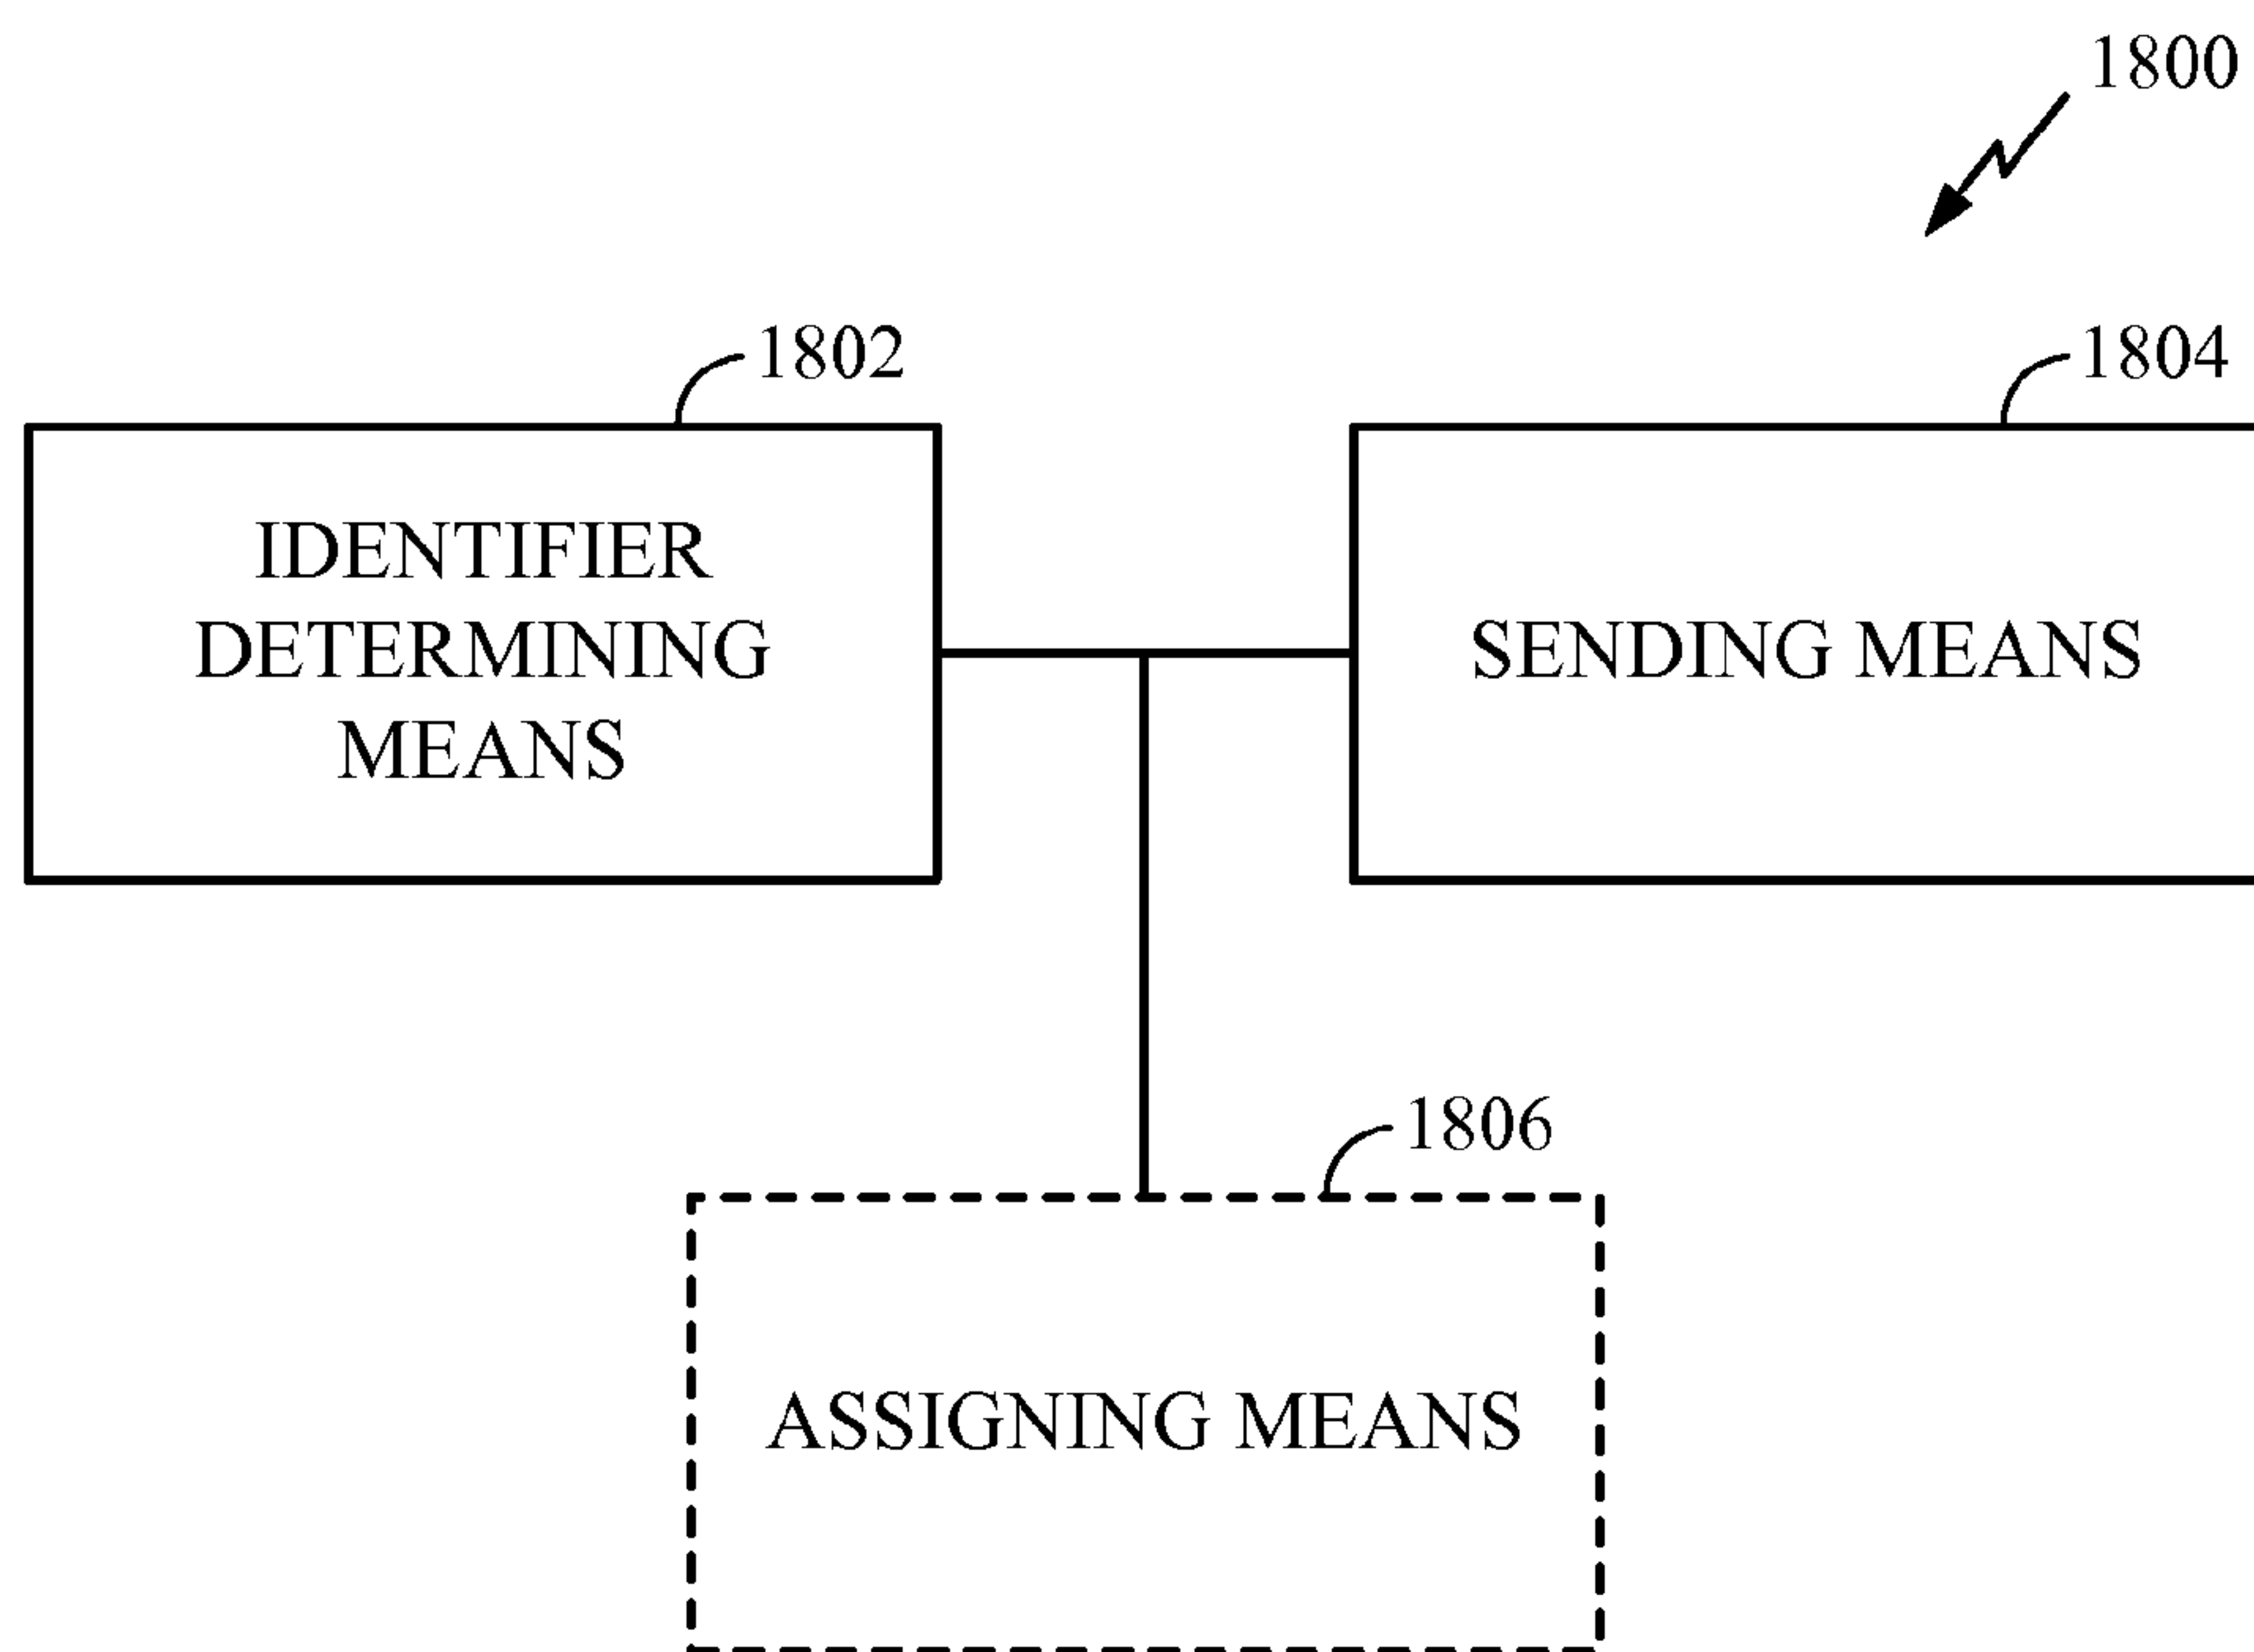 1800
1802
1804
IDENTIFIER
DETERMINING
MEANS
SENDING MEANS
1806
ASSIGNING MEANS